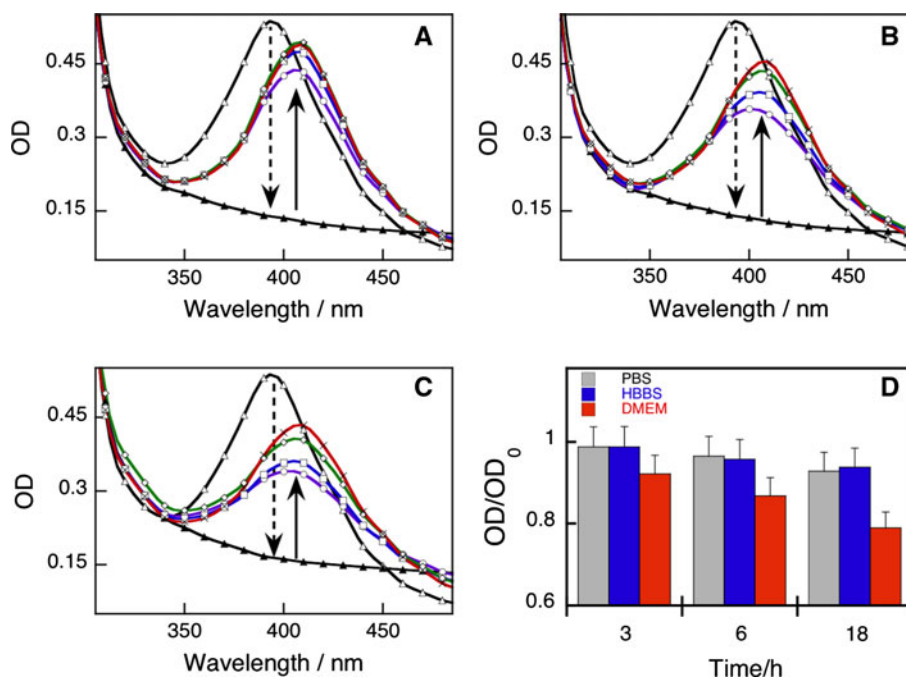 A
OD
0.45
0.3
0.15
350
400
450
Wavelength / nm
B
OD
0.45
0.3
0.15
350
400
450
Wavelength / nm
C
OD
0.45
0.3
0.15
350
400
450
Wavelength / nm
D
PBS
HBBS
DMEM
OD/OD0
1
0.8
0.6
3
6
18
Time/h